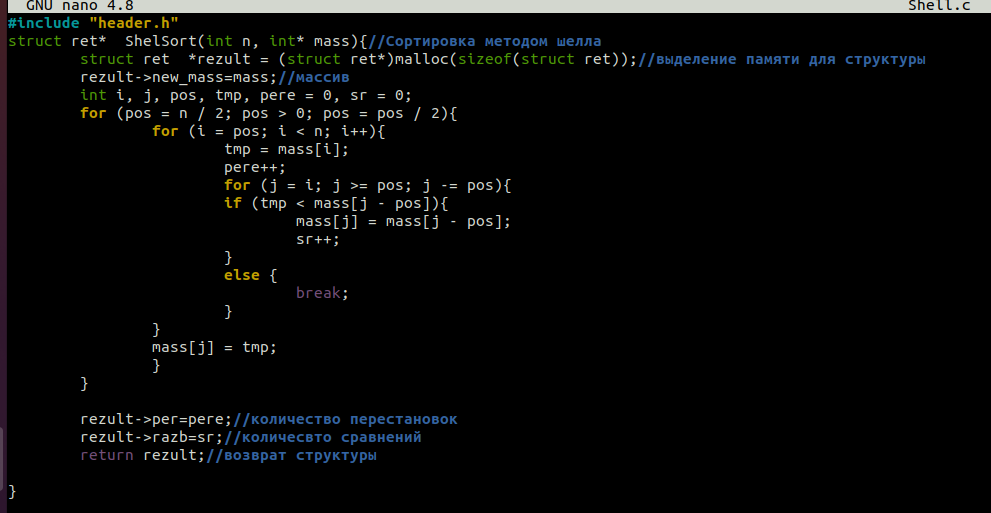 GNU nano 4.8 Shell.c
#include "header.h"
struct ret*  ShelSort(int n, int* mass){//Сортировка методом шелла
        struct ret  *rezult = (struct ret*)malloc(sizeof(struct ret));//выделение памяти для структуры
        rezult->new_mass=mass;//массив
        int i, j, pos, tmp, pere = 0, sr = 0;
        for (pos = n / 2; pos > 0; pos = pos / 2){
                for (i = pos; i < n; i++){
                        tmp = mass[i];
                        pere++;
                        for (j = i; j >= pos; j -= pos){
                        if (tmp < mass[j - pos]){
                                mass[j] = mass[j - pos];
                                sr++;
                        }
                        else {
                                break;
                        }
                }
                mass[j] = tmp;
                }
        }
        rezult->per=pere;//количество перестановок
        rezult->razb=sr;//количесвто сравнений
        return rezult;//возврат структуры
}